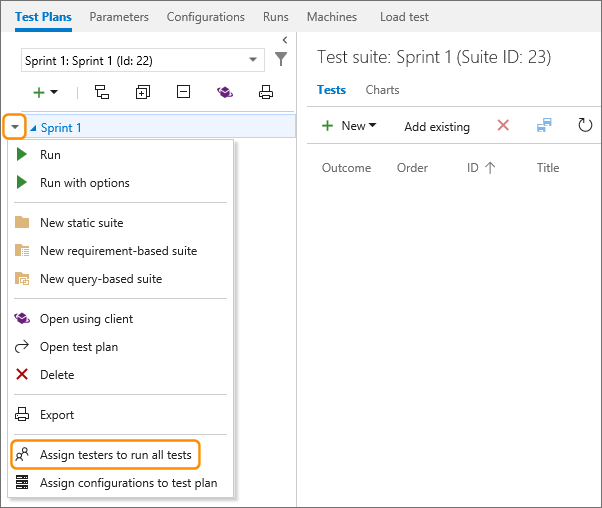 Test Plans Parameters Configurations Runs Machines Load test
Sprint 1: Sprint 1 (Id: 22)
Sprint 1
Run
Run with options
New static suite
New requirement-based suite
New query-based suite
Open using client
Open test plan
Delete
Export
Assign testers to run all tests
Assign configurations to test plan
Test suite: Sprint 1 (Suite ID: 23)
Tests Charts
New Add existing
Outcome Order ID Title